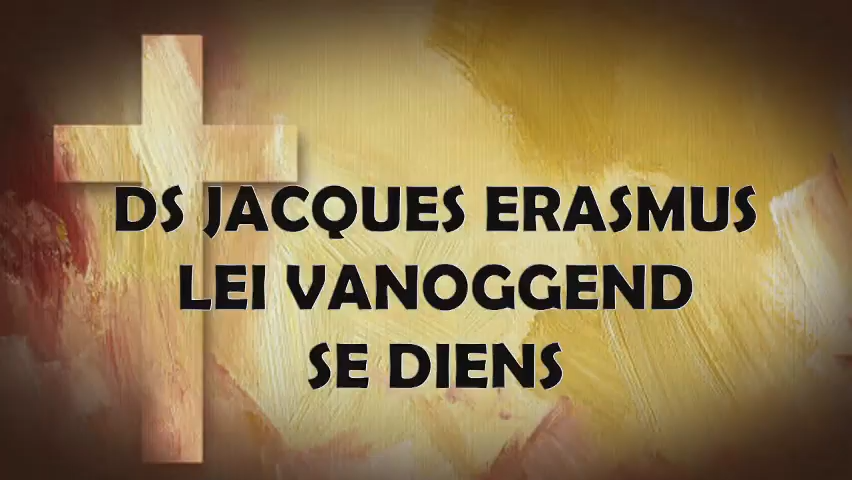 DS JACQUES ERASMUS
LEI VANOGGEND
SE DIENS